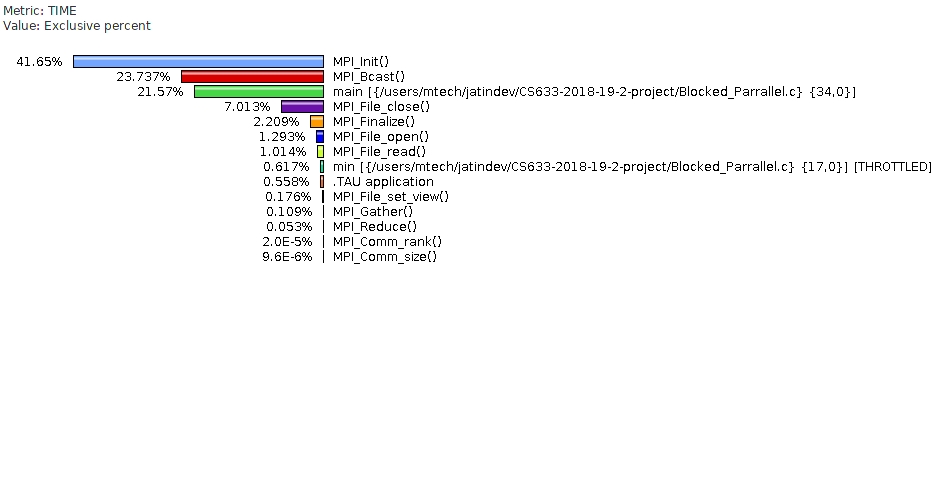 Metric: TIME
Value: Exclusive percent
41.65% MPI_Init()
23.737% MPI_Bcast()
21.57% main [{/users/mtech/jatindev/CS633-2018-19-2-project/Blocked_Parrallel.c} {34,0}]
7.013% MPI_File_close()
2.209% MPI_Finalize()
1.293% MPI_File_open()
1.014% MPI_File_read()
0.617% min [{/users/mtech/jatindev/CS633-2018-19-2-project/Blocked_Parrallel.c} {17,0}] [THROTTLED]
0.558% .TAU application
0.176% MPI_File_set_view()
0.109% MPI_Gather()
0.053% MPI_Reduce()
2.0E-5% MPI_Comm_rank()
9.6E-6% MPI_Comm_size()